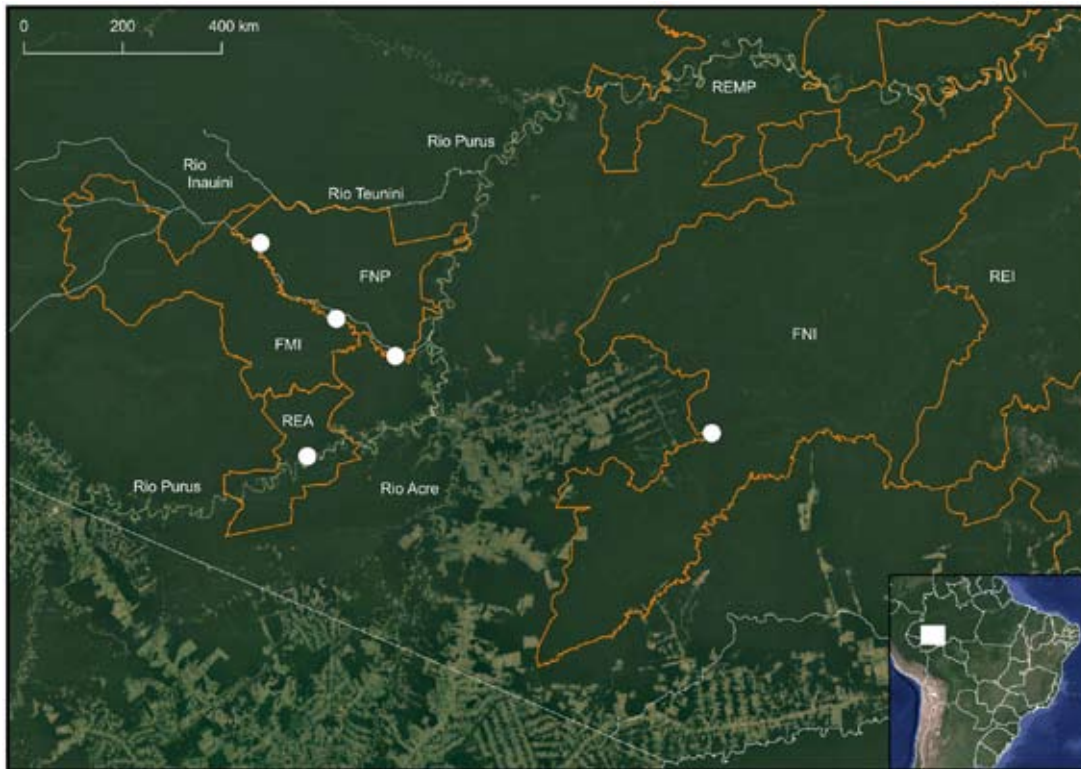 0 200 400 km
REMP
Rio Purus
Rio
Inauini
Rio Teunini
FNP
REI
FMI
FNI
REA
Rio Purus
Rio Acre